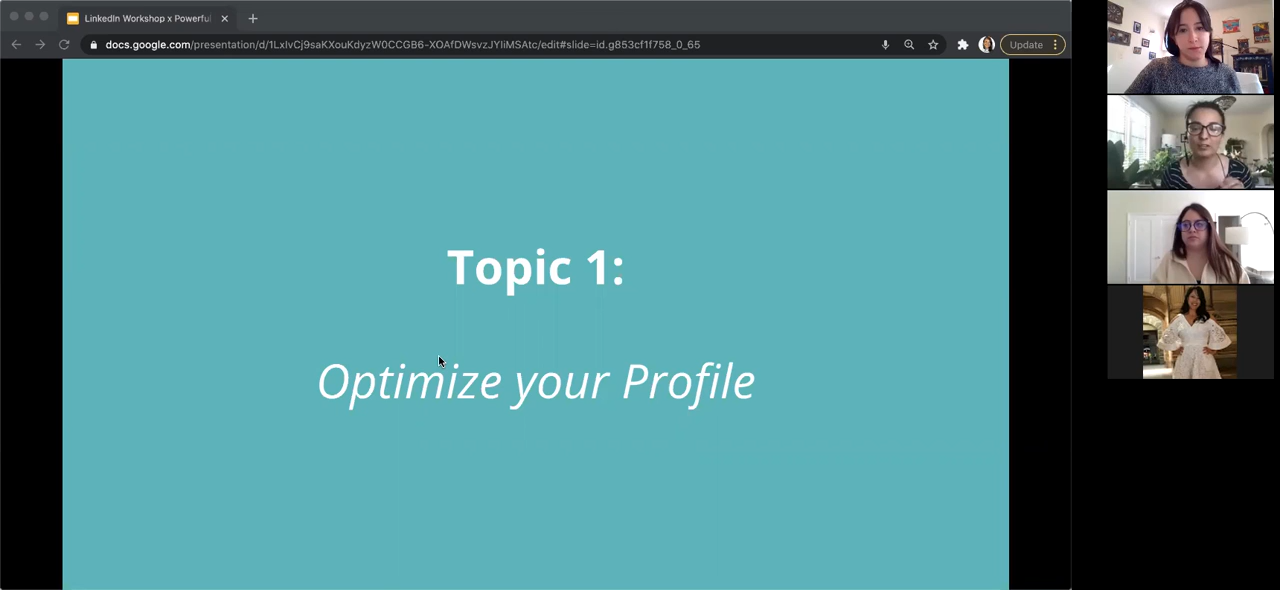 LinkedIn Workshop x Powerful
docs.google.com/presentation/d/1LxlvCj9saKXouKdyzW0CCGB6-XOAfDWsvzJYIiMSAtc/edit#slide=id.g853cf1f758_0_65
Update
Topic 1:
Optimize your Profile